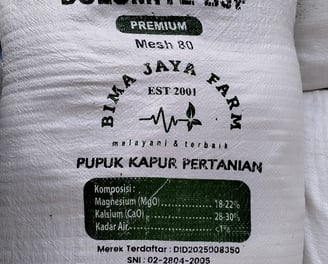 PREMIUM
Mesh 80
BIMA JAYA FARM
EST 2001
melayani & terbaik
PUPUK KAPUR PERTANIAN
Komposisi :
Magnesium (MgO) 18-22%
Kalsium (CaO) 28-30%
Kadar Air <1%
Merek Terdaftar : DID2025008350
SNI : 02-2804-2005